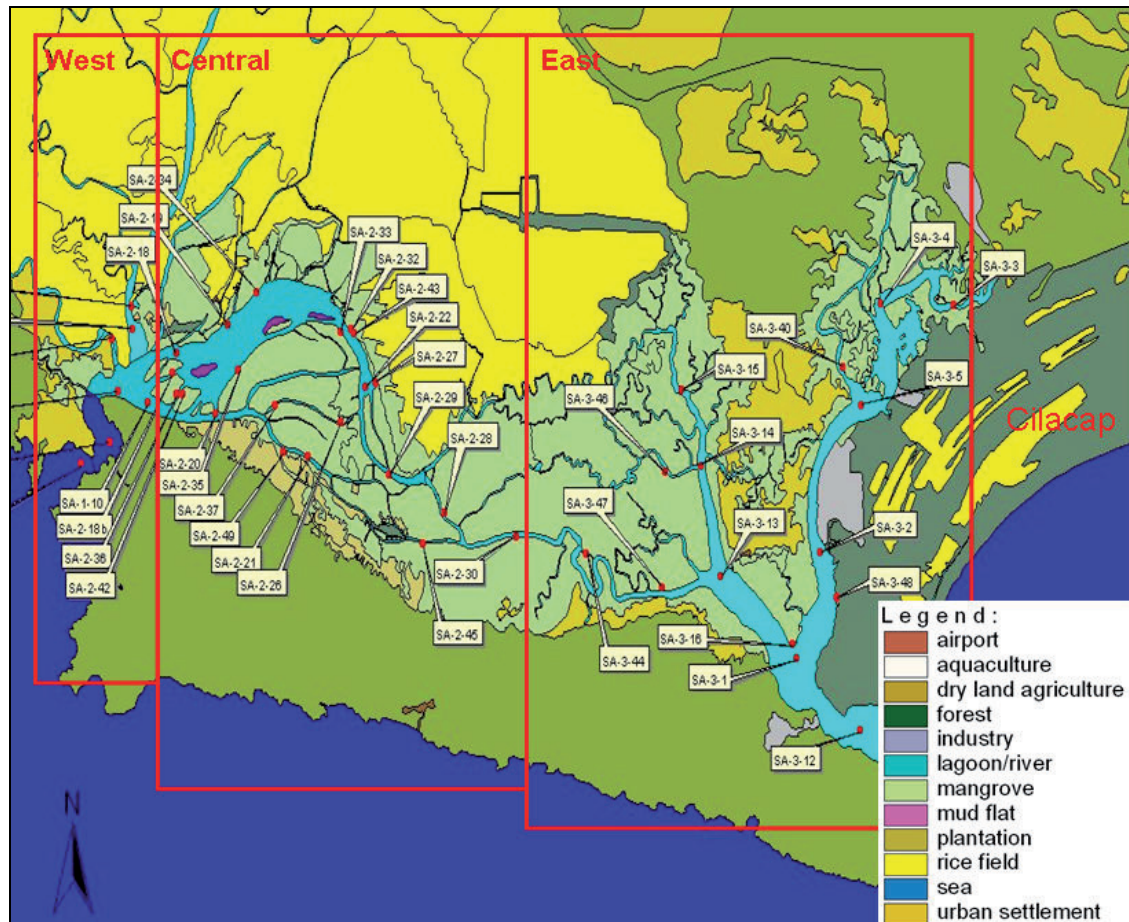 West
Central
East
SA-2-34
SA-2-19
SA-2-18
SA-2-33
SA-2-32
SA-2-43
SA-2-22
SA-2-27
SA-2-29
SA-2-28
SA-3-4
SA-3-3
SA-3-40
SA-3-5
SA-3-15
SA-3-46
SA-3-14
Cilacap
SA-2-20
SA-2-35
SA-1-10
SA-2-37
SA-2-18b
SA-2-49
SA-2-36
SA-2-21
SA-2-42
SA-2-26
SA-2-30
SA-2-45
SA-3-47
SA-3-13
SA-3-2
SA-3-48
SA-3-16
SA-3-44
SA-3-1
SA-3-12
N
Legend:
airport
aquaculture
dry land agriculture
forest
industry
lagoon/river
mangrove
mud flat
plantation
rice field
sea
urban settlement